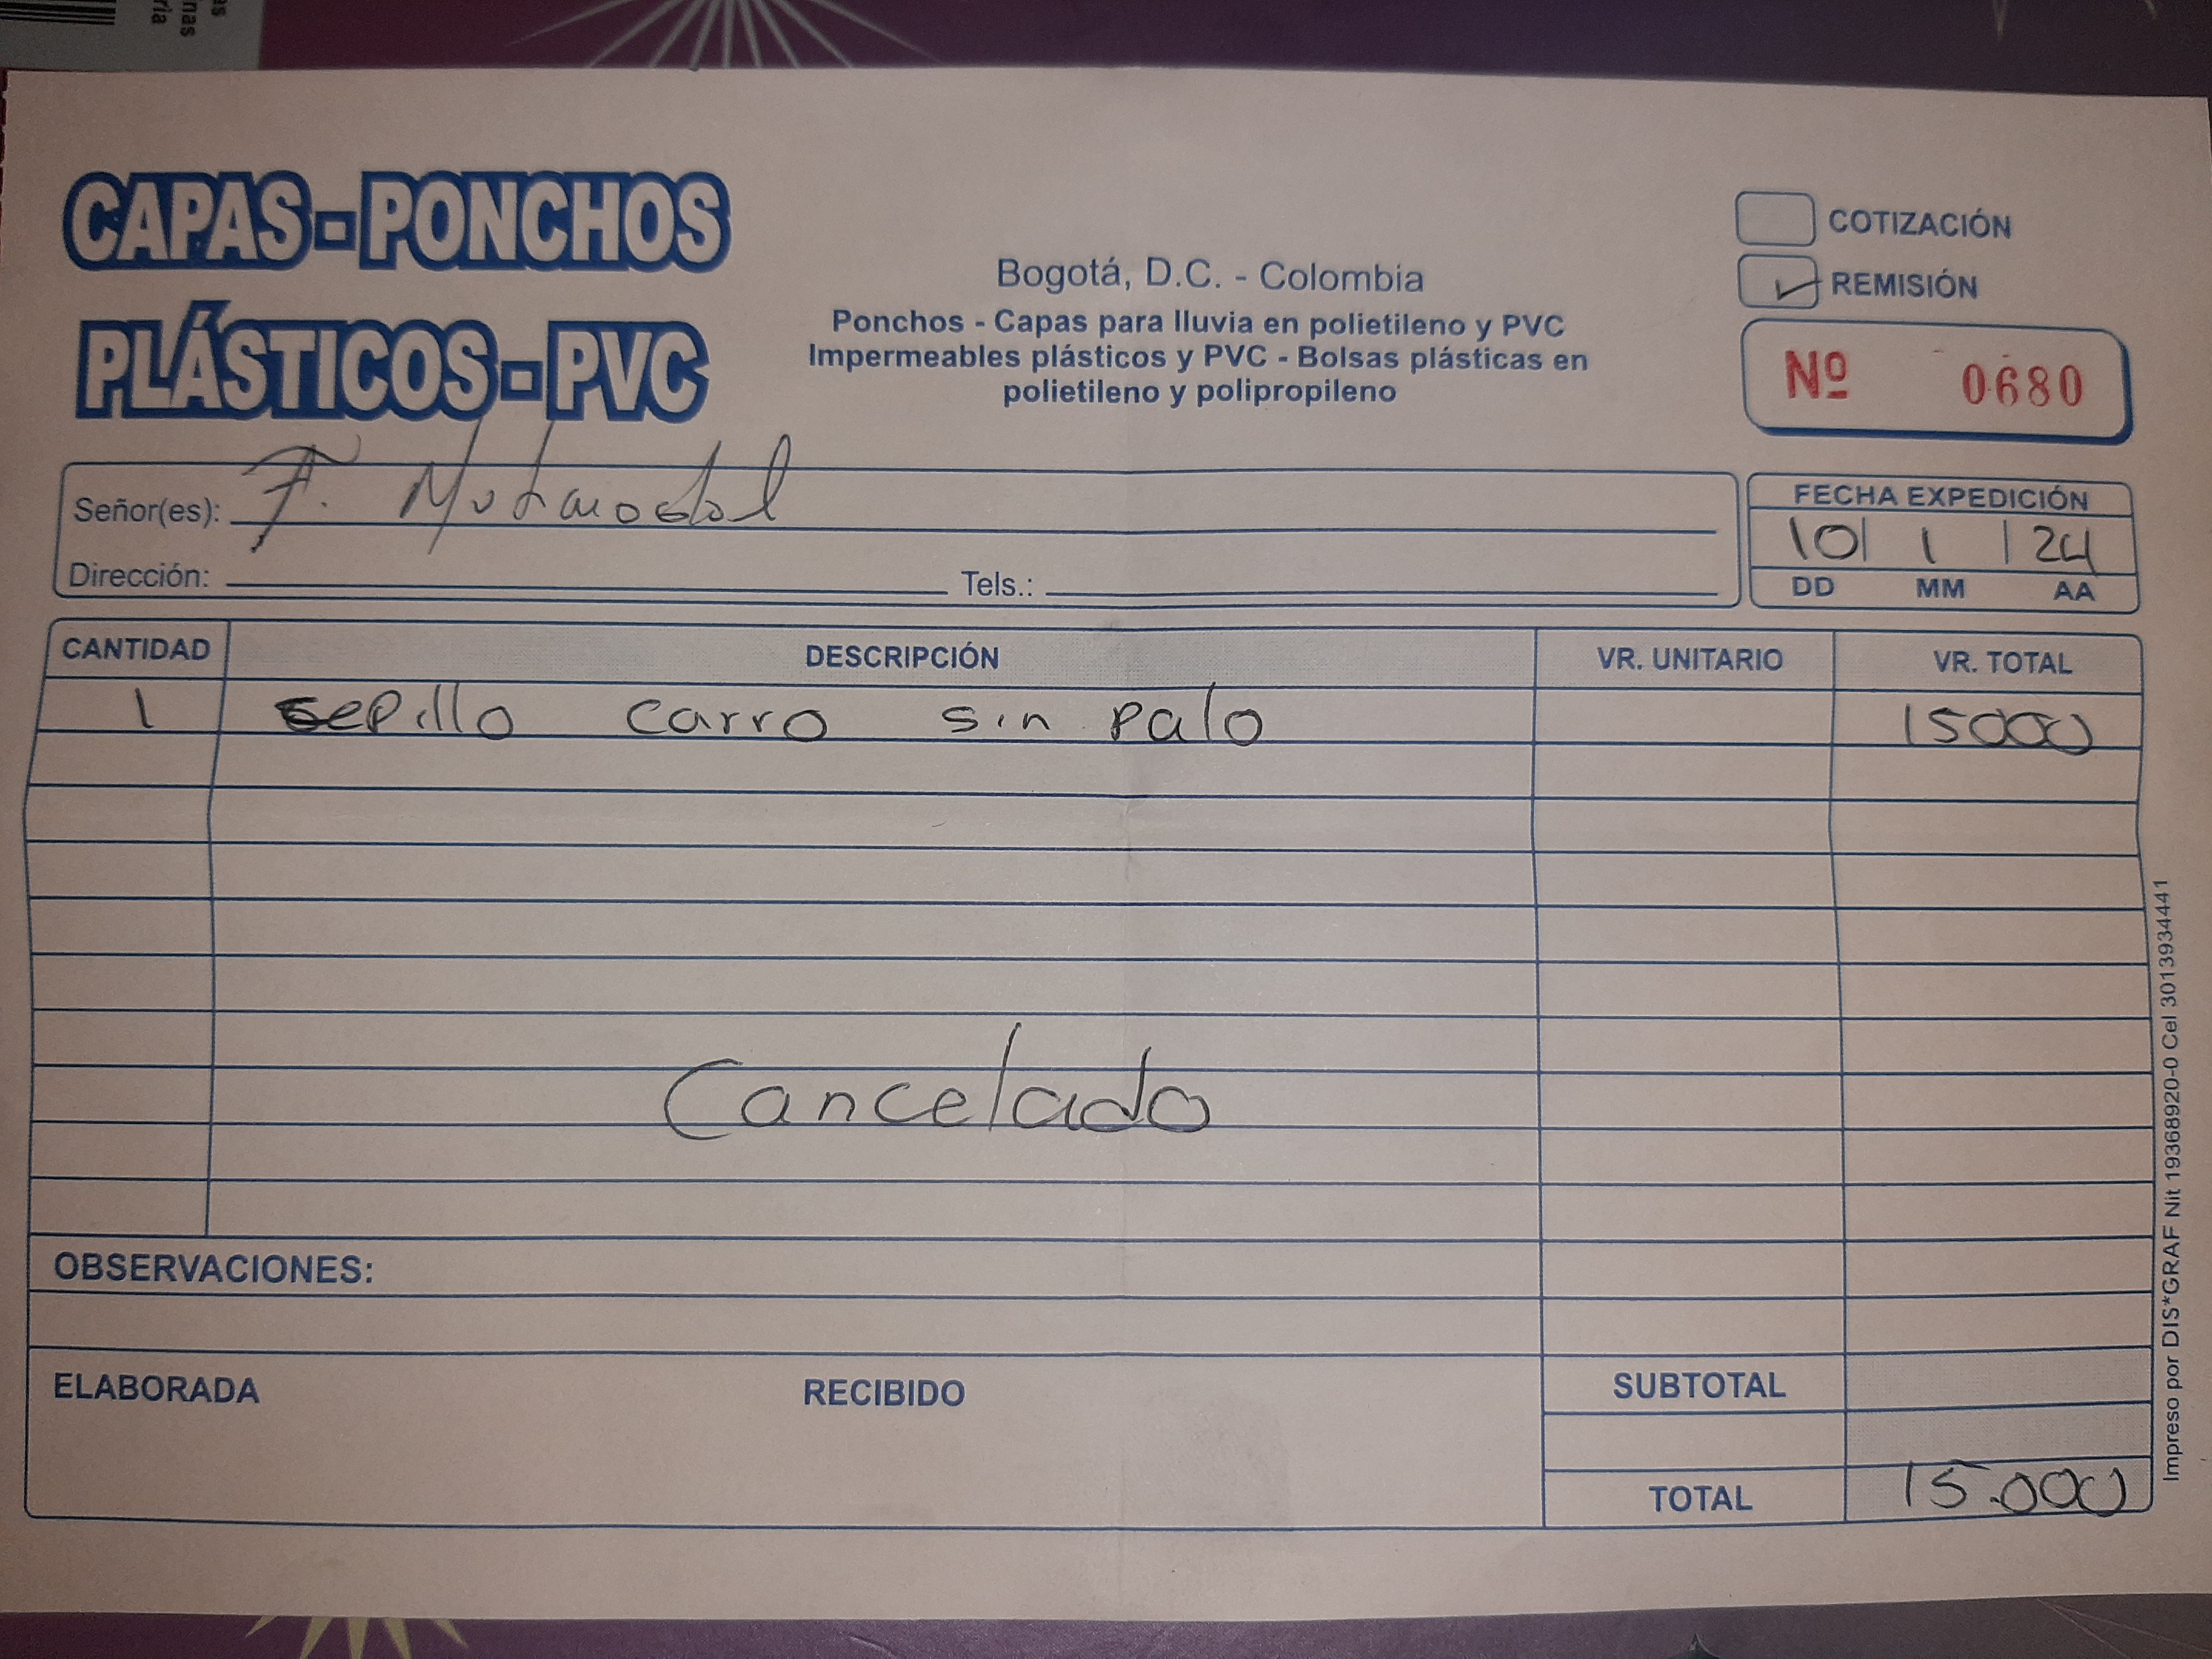 CAPAS-PONCHOS
PLÁSTICOS-PVC
Bogotá, D.C. - Colombia
Ponchos - Capas para lluvia en polietileno y PVC
Impermeables plásticos y PVC - Bolsas plásticas en
polietileno y polipropileno
COTIZACIÓN
REMISIÓN
Nº 0680
Señor(es): F.
Dirección: Tels.:
FECHA EXPEDICIÓN
10 1 24
DD MM AA
CANTIDAD DESCRIPCIÓN VR. UNITARIO VR. TOTAL
1 sepillo carro sin palo 15000
Cancelado
OBSERVACIONES:
ELABORADA RECIBIDO SUBTOTAL
TOTAL 15.000
Impreso por DIS*GRAF Nit 19368920-0 Cel 3013934441